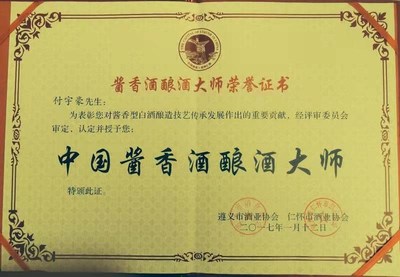 酱香酒酿酒大师荣誉证书
付宇豪先生：
为表彰您对酱香型白酒酿造技艺传承发展作出的重要贡献，经评审委员会
审定，认定并授予您：
中国酱香酒酿酒大师
特颁此证。
遵义市酒业协会 仁怀市酒业协会
二〇一七年一月十二日